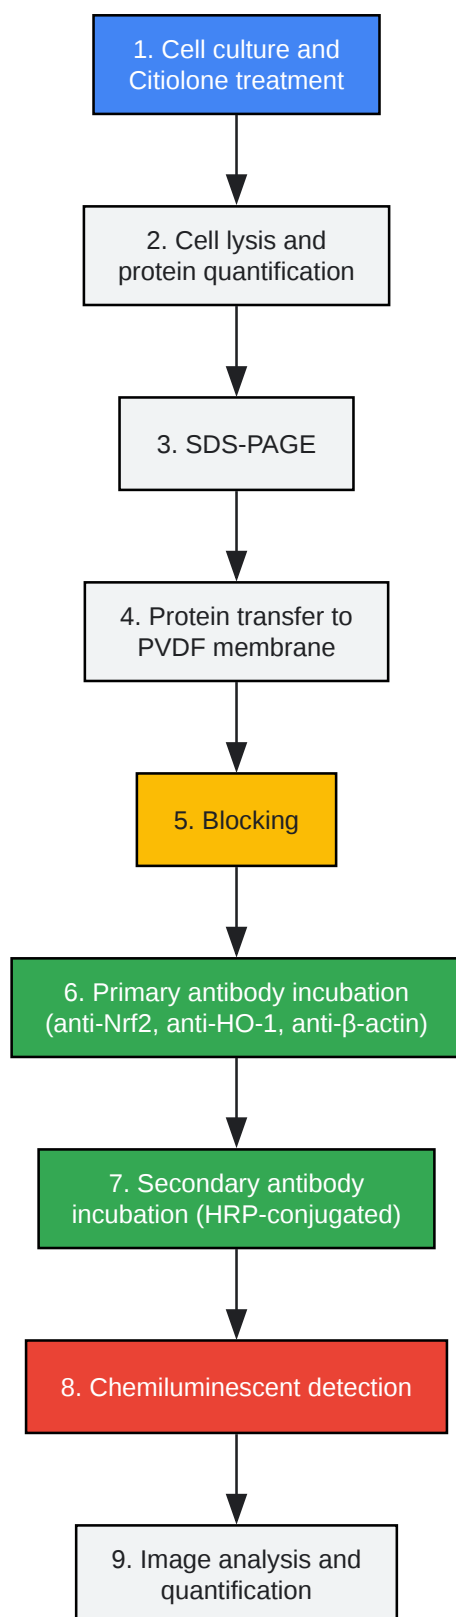 1. Cell culture and
Citiolone treatment
2. Cell lysis and
protein quantification
3. SDS-PAGE
4. Protein transfer to
PVDF membrane
5. Blocking
6. Primary antibody incubation
(anti-Nrf2, anti-HO-1, anti-β-actin)
7. Secondary antibody
incubation (HRP-conjugated)
8. Chemiluminescent detection
9. Image analysis and
quantification